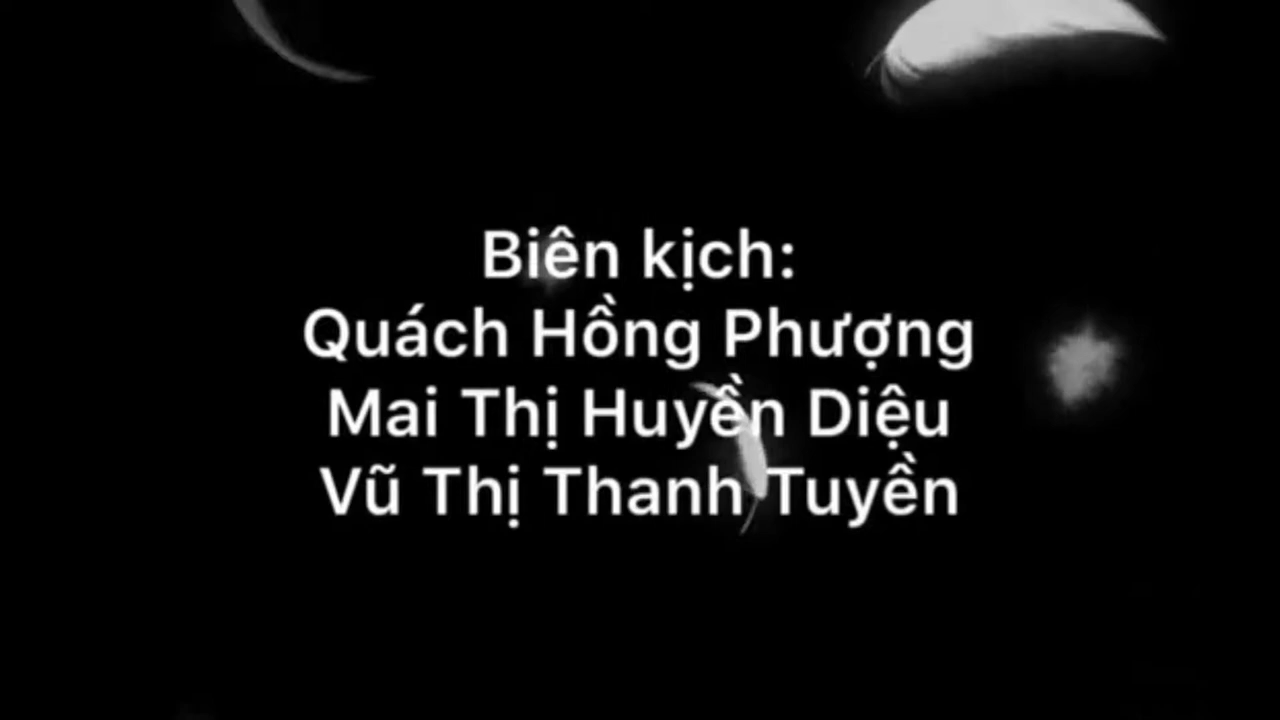 Biên kịch:
Quách Hồng Phượng
Mai Thị Huyền Diệu
Vũ Thị Thanh Tuyền